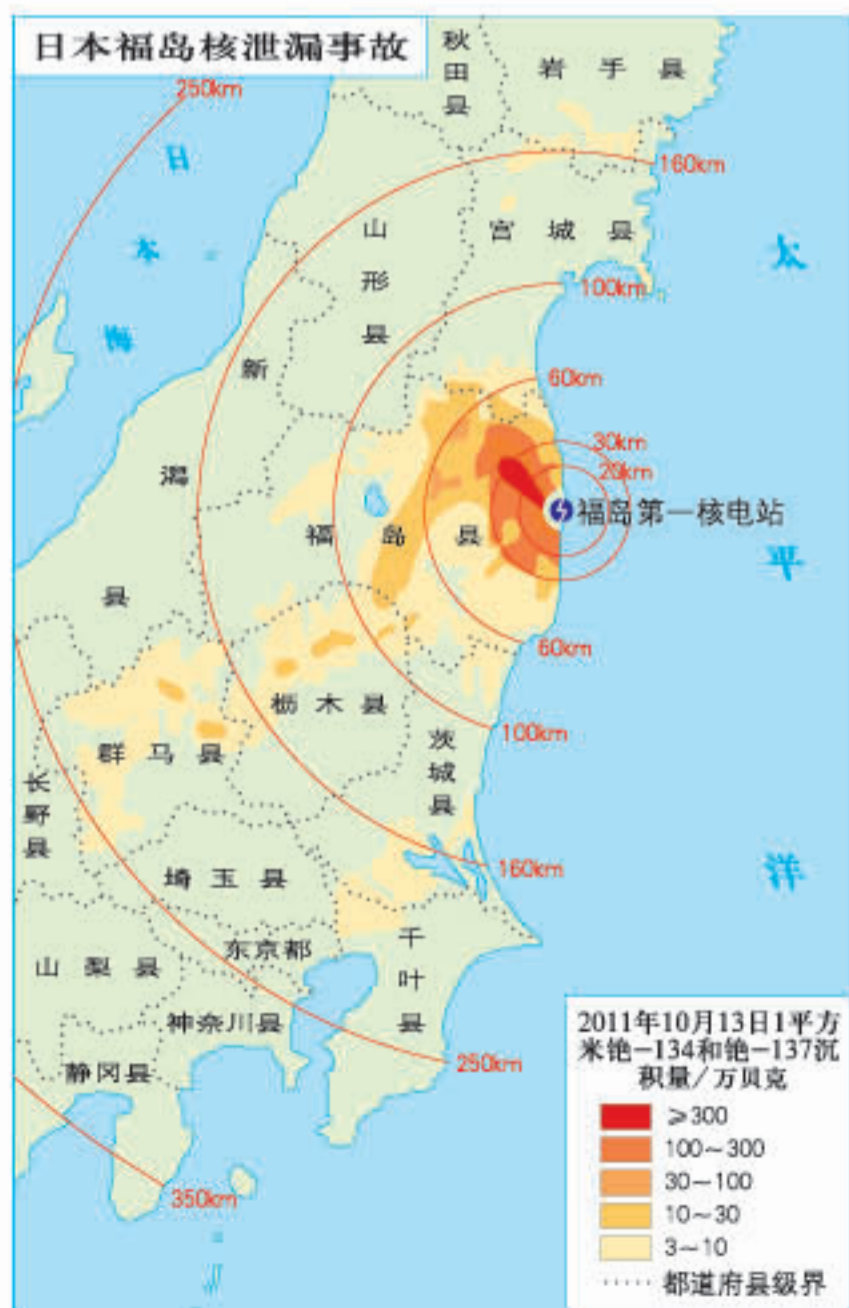 日本福岛核泄漏事故
秋田县
岩手县
250km
160km
日本海
山形县
宫城县
太平洋
100km
新潟县
60km
30km
20km
福岛第一核电站
福岛县
60km
栃木县
100km
群马县
茨城县
长野县
160km
埼玉县
东京都
千叶县
山梨县
神奈川县
250km
静冈县
350km
2011年10月13日1平方
米铯-134和铯-137沉
积量/万贝克
≥300
100~300
30~100
10~30
3~10
都道府县级界